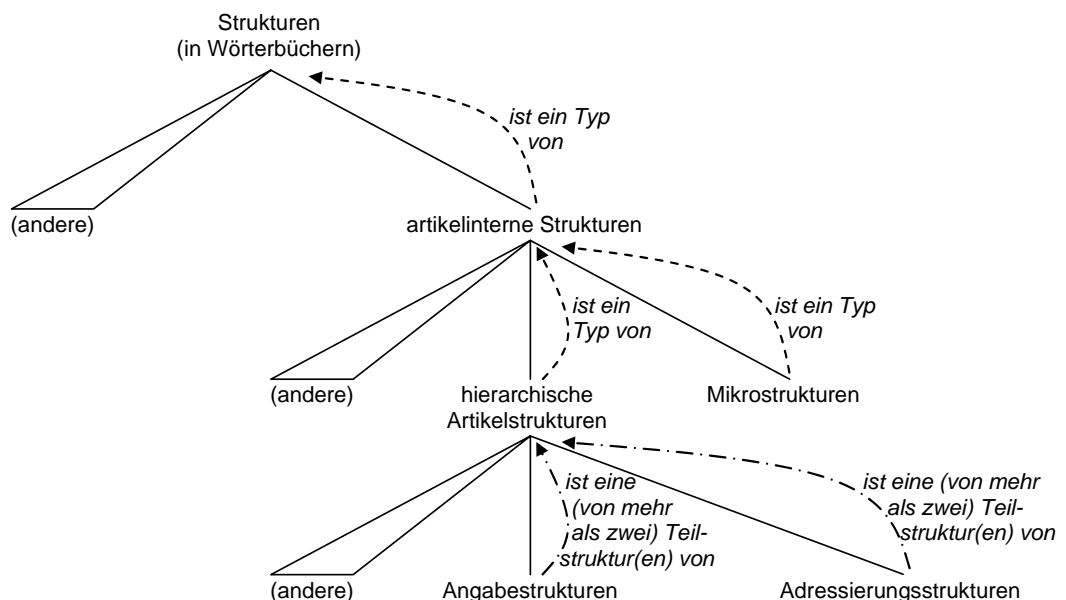 Strukturen
(in Wörterbüchern)
ist ein Typ
von
(andere)
artikelinterne Strukturen
ist ein
Typ von
ist ein Typ
von
(andere)
hierarchische
Artikelstrukturen
Mikrostrukturen
ist eine
(von mehr
als zwei) Teil-
struktur(en) von
ist eine (von mehr
als zwei) Teil-
struktur(en) von
(andere)
Angabestrukturen
Adressierungsstrukturen